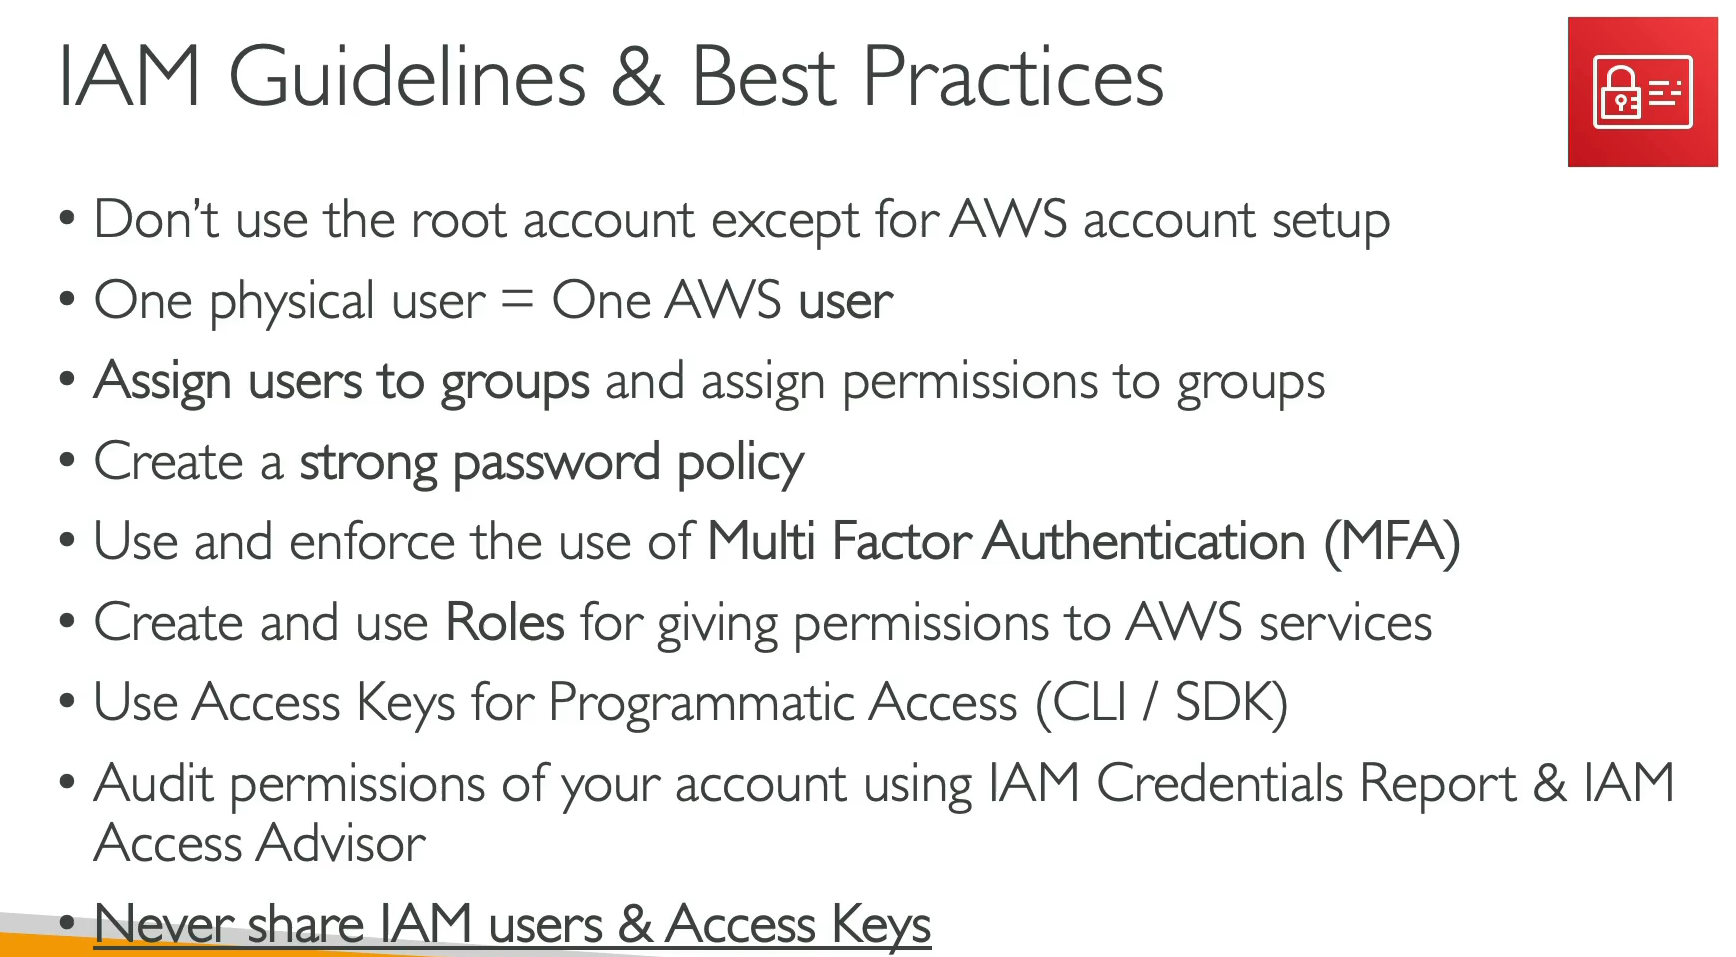 IAM Guidelines & Best Practices
• Don't use the root account except for AWS account setup
• One physical user = One AWS user
• Assign users to groups and assign permissions to groups
• Create a strong password policy
• Use and enforce the use of Multi Factor Authentication (MFA)
• Create and use Roles for giving permissions to AWS services
• Use Access Keys for Programmatic Access (CLI / SDK)
• Audit permissions of your account using IAM Credentials Report & IAM
Access Advisor
• Never share IAM users & Access Keys